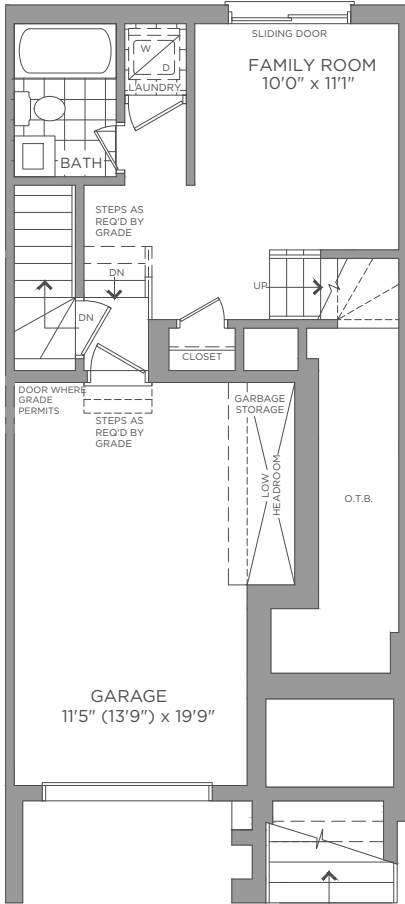 SLIDING DOOR
W
D
LAUNDRY
FAMILY ROOM
10'0" x 11'1"
BATH
STEPS AS
REQ'D BY
GRADE
DN
UP
DN
CLOSET
DOOR WHERE
GRADE
PERMITS
STEPS AS
REQ'D BY
GRADE
GARBAGE
STORAGE
LOW
HEADROOM
O.T.B.
GARAGE
11'5" (13'9") x 19'9"